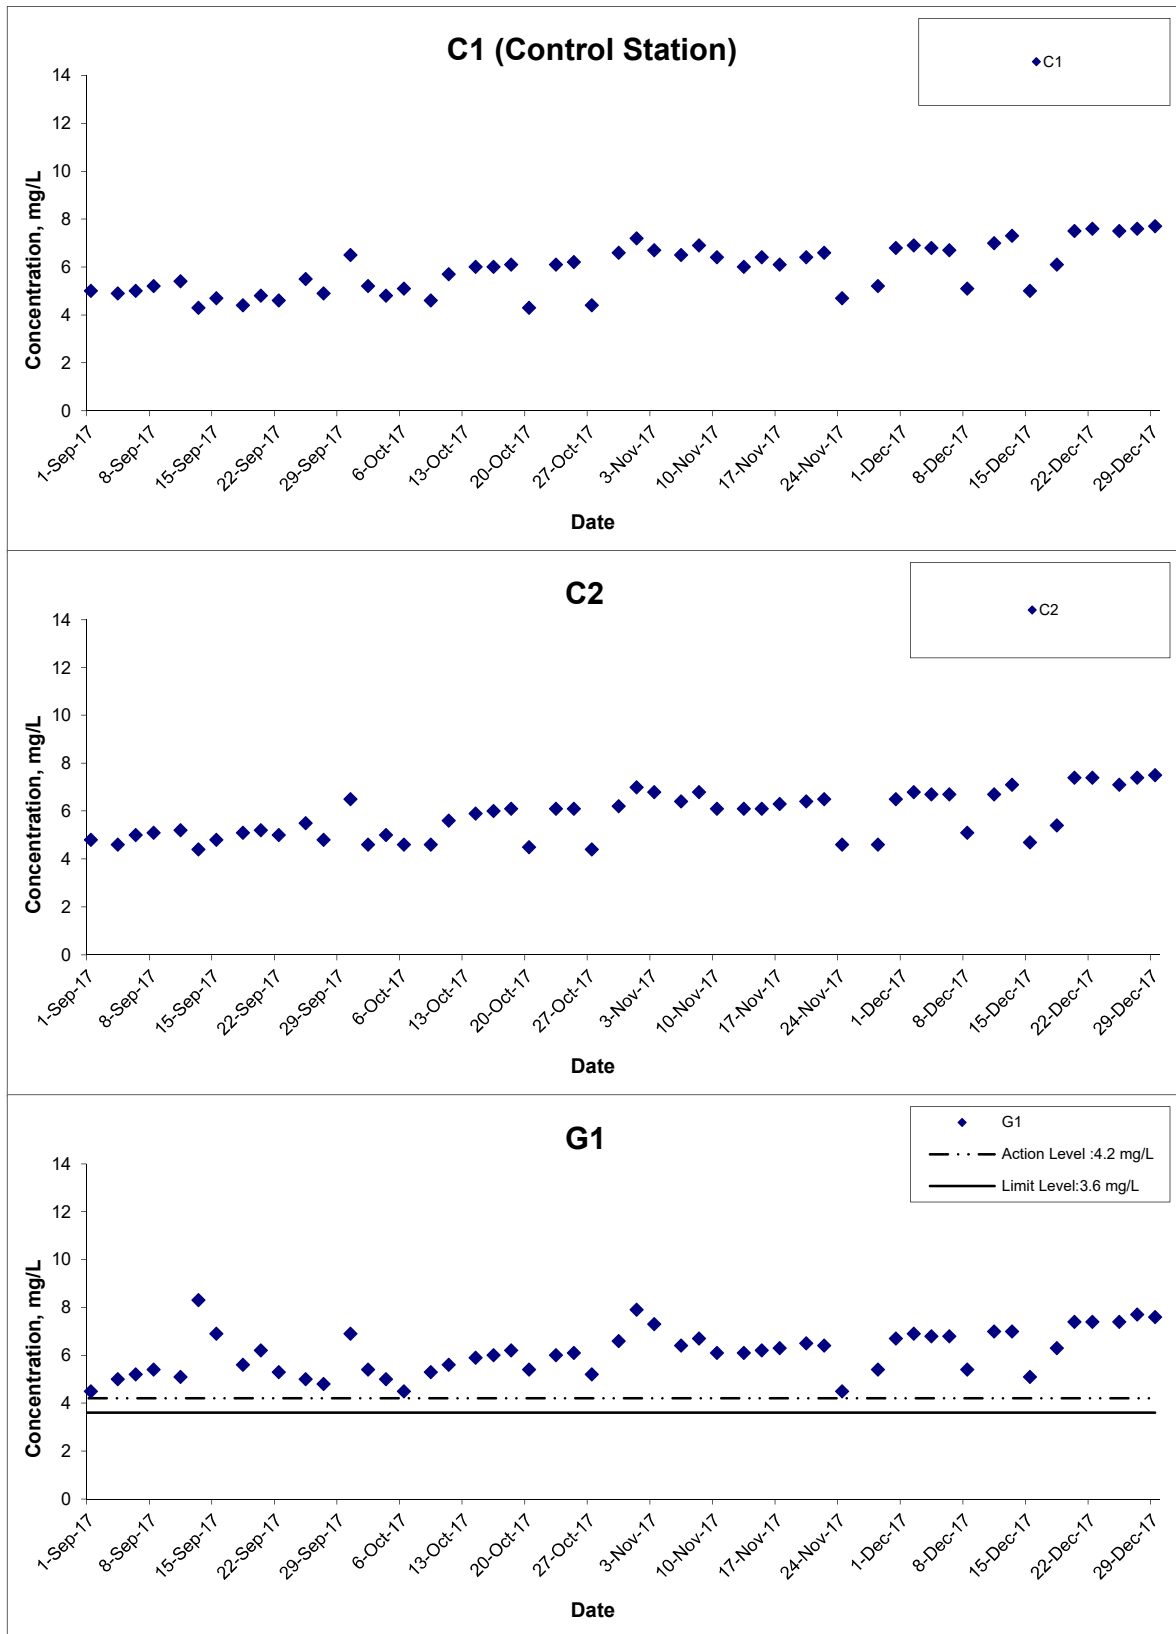 C1 (Control Station)
C1
14
12
10
8
6
4
2
0
Concentration, mg/L
1-Sep-17
8-Sep-17
15-Sep-17
22-Sep-17
29-Sep-17
6-Oct-17
13-Oct-17
20-Oct-17
27-Oct-17
3-Nov-17
10-Nov-17
17-Nov-17
24-Nov-17
1-Dec-17
8-Dec-17
15-Dec-17
22-Dec-17
29-Dec-17
Date
C2
C2
14
12
10
8
6
4
2
0
Concentration, mg/L
1-Sep-17
8-Sep-17
15-Sep-17
22-Sep-17
29-Sep-17
6-Oct-17
13-Oct-17
20-Oct-17
27-Oct-17
3-Nov-17
10-Nov-17
17-Nov-17
24-Nov-17
1-Dec-17
8-Dec-17
15-Dec-17
22-Dec-17
29-Dec-17
Date
G1
G1
Action Level :4.2 mg/L
Limit Level:3.6 mg/L
14
12
10
8
6
4
2
0
Concentration, mg/L
1-Sep-17
8-Sep-17
15-Sep-17
22-Sep-17
29-Sep-17
6-Oct-17
13-Oct-17
20-Oct-17
27-Oct-17
3-Nov-17
10-Nov-17
17-Nov-17
24-Nov-17
1-Dec-17
8-Dec-17
15-Dec-17
22-Dec-17
29-Dec-17
Date